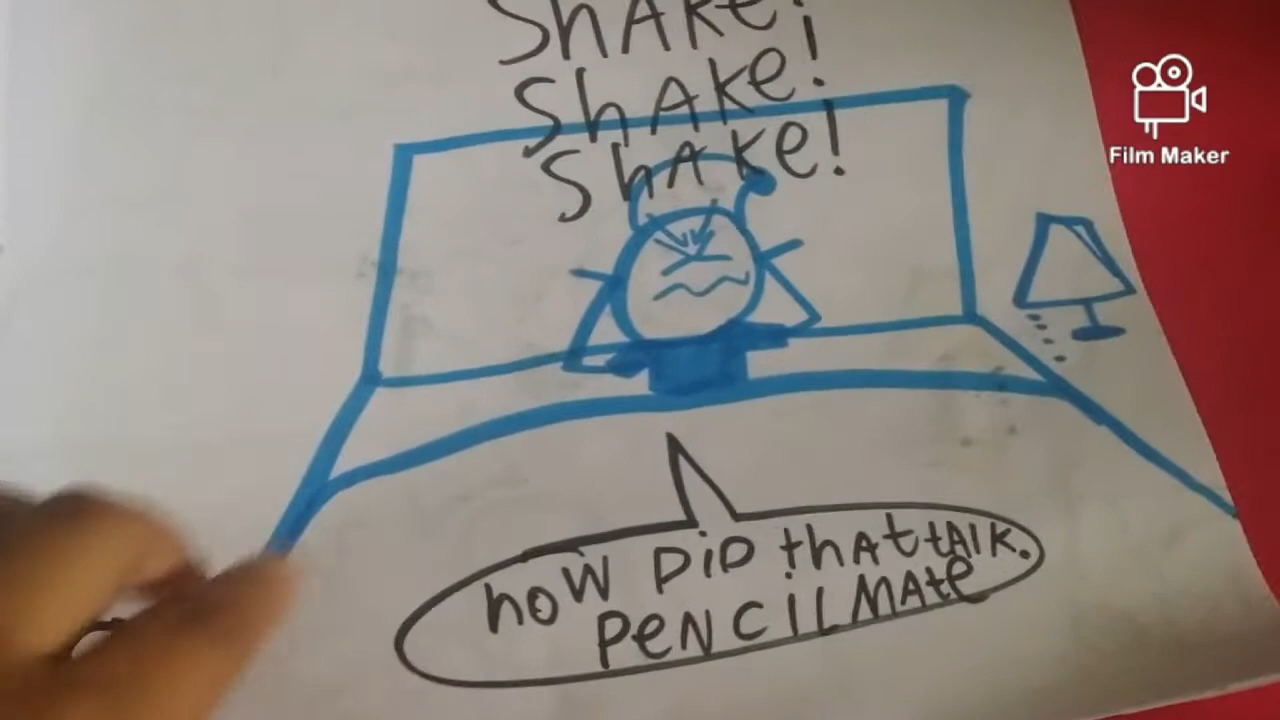 ShAke!
ShAke!
ShAke!
Film Maker
how DiD thAt tAlk.
PeNCiLMAte